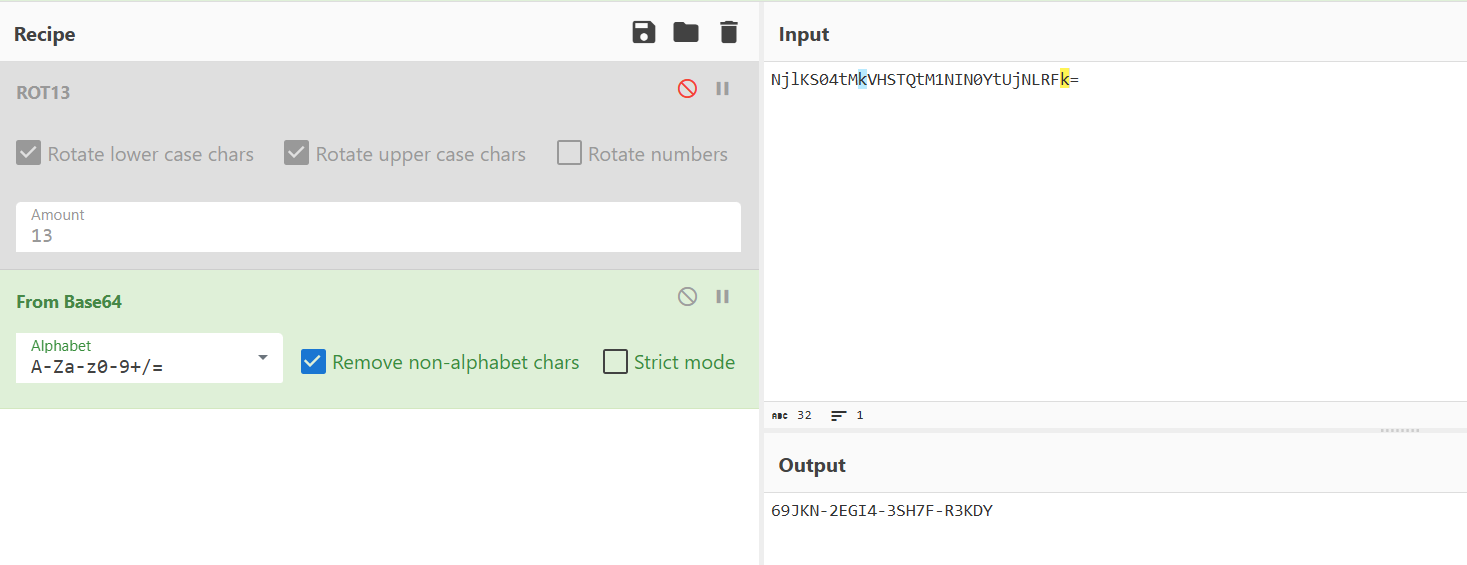 Recipe
ROT13
Rotate lower case chars
Rotate upper case chars
Rotate numbers
Amount
13
From Base64
Alphabet
A-Za-z0-9+/=
Remove non-alphabet chars
Strict mode
Input
NjlKS04tMkVHSTQtM1NIN0YtUjNLRFk=
ABC 32
1
Output
69JKN-2EGI4-3SH7F-R3KDY